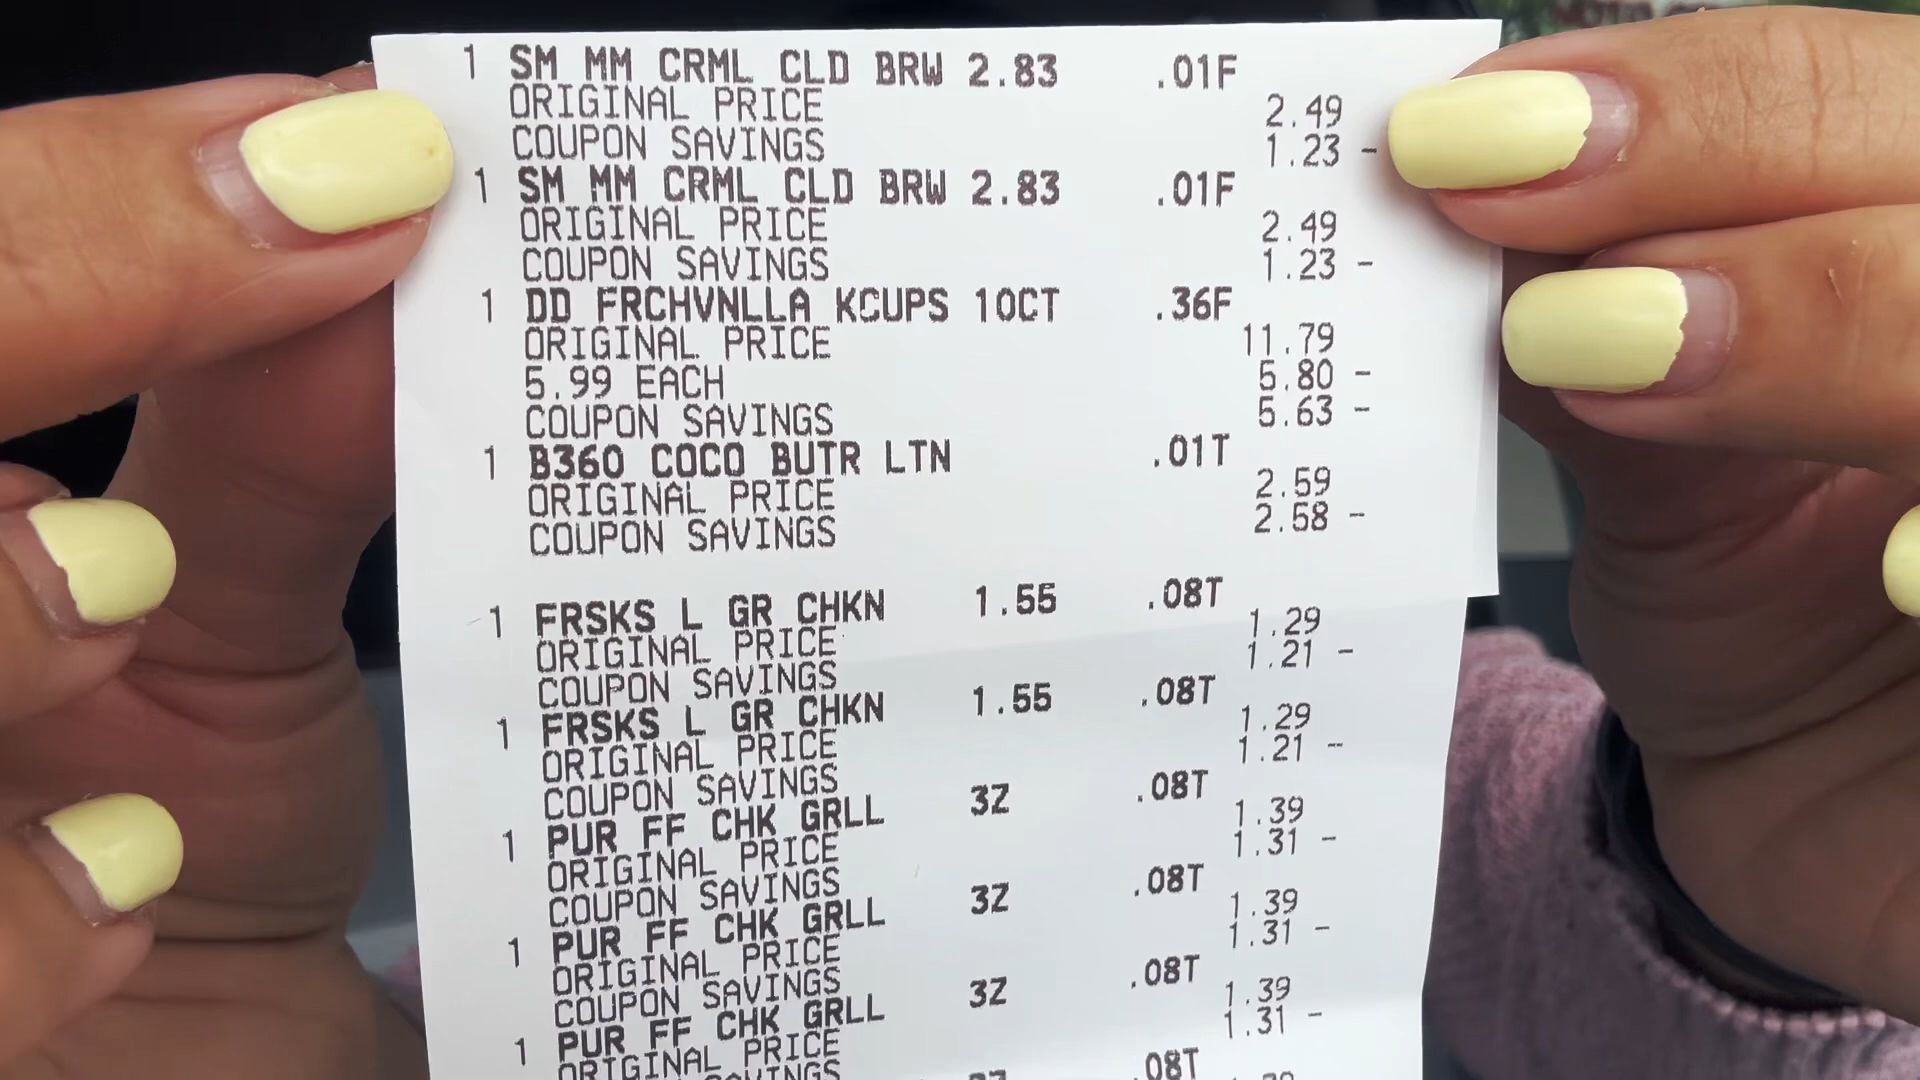 1 SM MM CRML CLD BRW 2.83 .01F
ORIGINAL PRICE 2.49
COUPON SAVINGS 1.23 -
1 SM MM CRML CLD BRW 2.83 .01F
ORIGINAL PRICE 2.49
COUPON SAVINGS 1.23 -
1 DD FRCHVNLLA KCUPS 10CT .36F
ORIGINAL PRICE 11.79
5.99 EACH 5.80 -
COUPON SAVINGS 5.63 -
1 B360 COCO BUTR LTN .01T
ORIGINAL PRICE 2.59
COUPON SAVINGS 2.58 -
1 FRSKS L GR CHKN 1.55 .08T
ORIGINAL PRICE 1.29
COUPON SAVINGS 1.21 -
1 FRSKS L GR CHKN 1.55 .08T
ORIGINAL PRICE 1.29
COUPON SAVINGS 1.21 -
1 PUR FF CHK GRLL 3Z .08T
ORIGINAL PRICE 1.39
COUPON SAVINGS 1.31 -
1 PUR FF CHK GRLL 3Z .08T
ORIGINAL PRICE 1.39
COUPON SAVINGS 1.31 -
1 PUR FF CHK GRLL 3Z .08T
ORIGINAL PRICE 1.39
SAVINGS 1.31 -
.08T